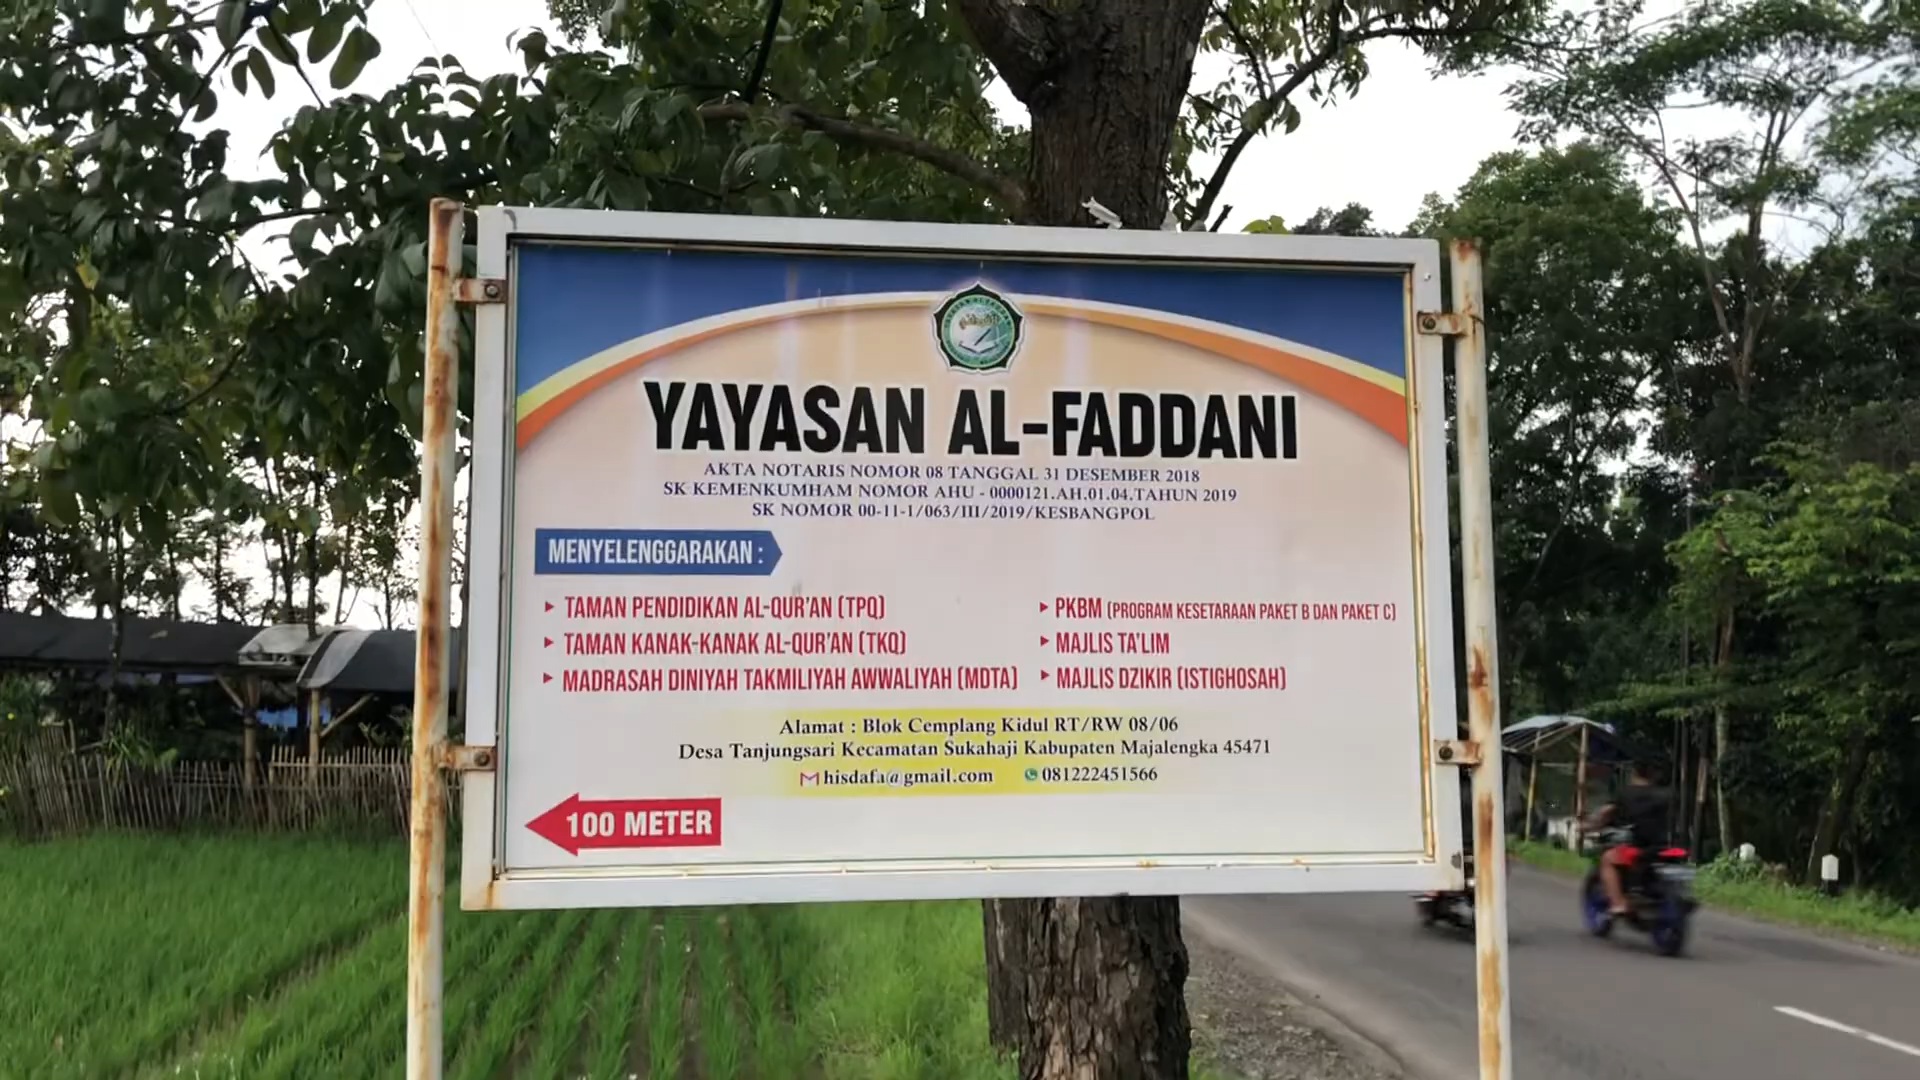 YAYASAN AL-FADDANI
AKTA NOTARIS NOMOR 08 TANGGAL 31 DESEMBER 2018
SK KEMENKUMHAM NOMOR AHU - 0000121.AH.01.04.TAHUN 2019
SK NOMOR 00-11-1/063/III/2019/KESBANGPOL
MENYELENGGARAKAN :
TAMAN PENDIDIKAN AL-QUR'AN (TPQ)
TAMAN KANAK-KANAK AL-QUR'AN (TKQ)
MADRASAH DINIYAH TAKMILIYAH AWWALIYAH (MDTA)
PKBM (PROGRAM KESETARAAN PAKET B DAN PAKET C)
MAJLIS TA'LIM
MAJLIS DZIKIR (ISTIGHOSAH)
Alamat : Blok Cemplang Kidul RT/RW 08/06
Desa Tanjungsari Kecamatan Sukahaji Kabupaten Majalengka 45471
hisdafa@gmail.com 081222451566
100 METER